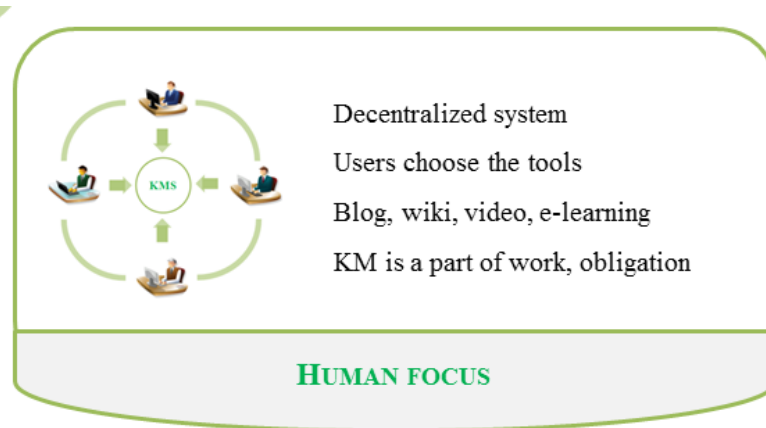 KMS
Decentralized system
Users choose the tools
Blog, wiki, video, e-learning
KM is a part of work, obligation
HUMAN FOCUS